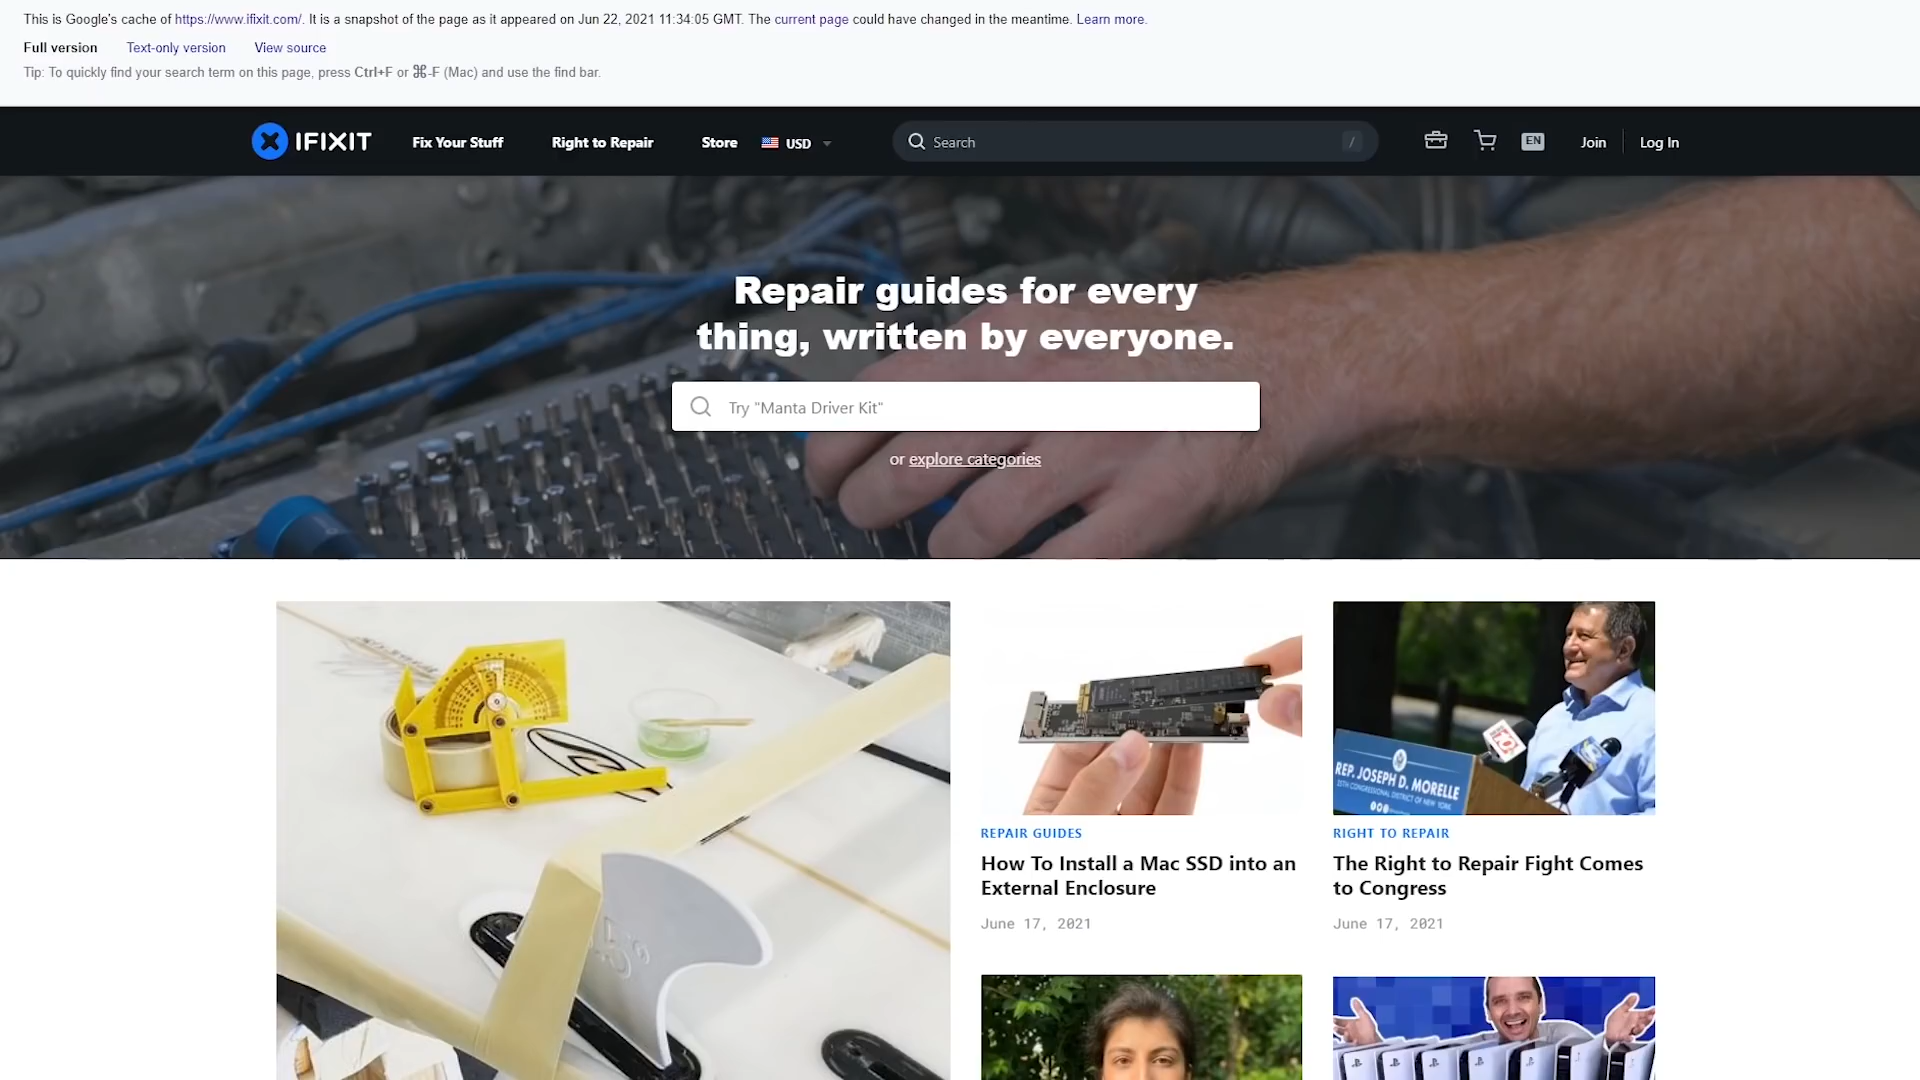 This is Google's cache of https://www.ifixit.com/. It is a snapshot of the page as it appeared on Jun 22, 2021 11:34:05 GMT. The current page could have changed in the meantime. Learn more.
Full version Text-only version View source
Tip: To quickly find your search term on this page, press Ctrl+F or ⌘-F (Mac) and use the find bar.
IFIXIT Fix Your Stuff Right to Repair Store USD Search / EN Join Log In
Repair guides for every
thing, written by everyone.
Try "Manta Driver Kit"
or explore categories
REP. JOSEPH D. MORELLE
25TH CONGRESSIONAL DISTRICT OF NEW YORK
REPAIR GUIDES
How To Install a Mac SSD into an
External Enclosure
June 17, 2021
RIGHT TO REPAIR
The Right to Repair Fight Comes
to Congress
June 17, 2021